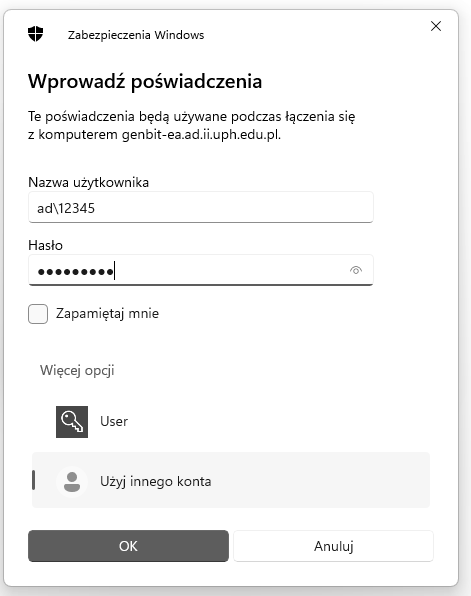 Zabezpieczenia Windows
Wprowadź poświadczenia
Te poświadczenia będą używane podczas łączenia się
z komputerem genbit-ea.ad.ii.uph.edu.pl.
Nazwa użytkownika
ad\12345
Hasło
●●●●●●●●●
Zapamiętaj mnie
Więcej opcji
User
Użyj innego konta
OK
Anuluj